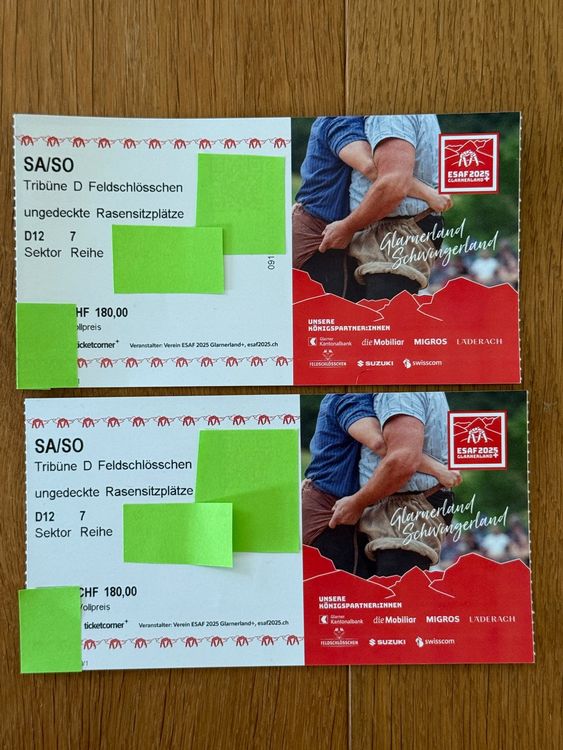 SA/SO
Tribüne D Feldschlösschen
ungedeckte Rasensitzplätze
D12 7
Sektor Reihe
091
HF 180,00
ollpreis
ticketcorner
Veranstalter: Verein ESAF 2025 Glarnerland+, esaf2025.ch
ESAF 2025
GLARNERLAND+
Glarnerland
Schwingerland
UNSERE
KÖNIGSPARTNER:INNEN
Glarner
Kantonalbank
die Mobiliar
MIGROS
LÄDERACH
FELDSCHLÖSSCHEN
SUZUKI
swisscom
SA/SO
Tribüne D Feldschlösschen
ungedeckte Rasensitzplätze
D12 7
Sektor Reihe
CHF 180,00
Vollpreis
ticketcorner
Veranstalter: Verein ESAF 2025 Glarnerland+, esaf2025.ch
ESAF 2025
GLARNERLAND+
Glarnerland
Schwingerland
UNSERE
KÖNIGSPARTNER:INNEN
Glarner
Kantonalbank
die Mobiliar
MIGROS
LÄDERACH
FELDSCHLÖSSCHEN
SUZUKI
swisscom